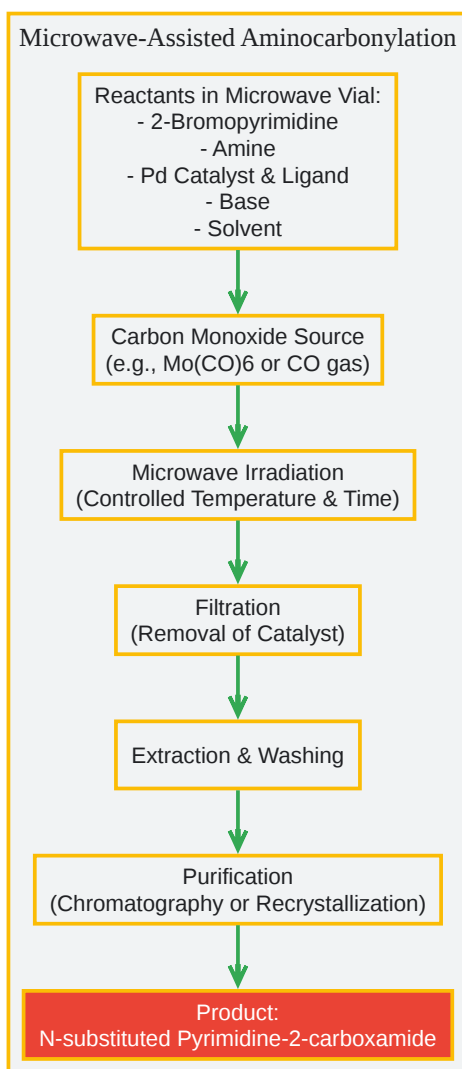 Microwave-Assisted Aminocarbonylation
Reactants in Microwave Vial:
- 2-Bromopyrimidine
- Amine
- Pd Catalyst & Ligand
- Base
- Solvent
Carbon Monoxide Source
(e.g., Mo(CO)6 or CO gas)
Microwave Irradiation
(Controlled Temperature & Time)
Filtration
(Removal of Catalyst)
Extraction & Washing
Purification
(Chromatography or Recrystallization)
Product:
N-substituted Pyrimidine-2-carboxamide